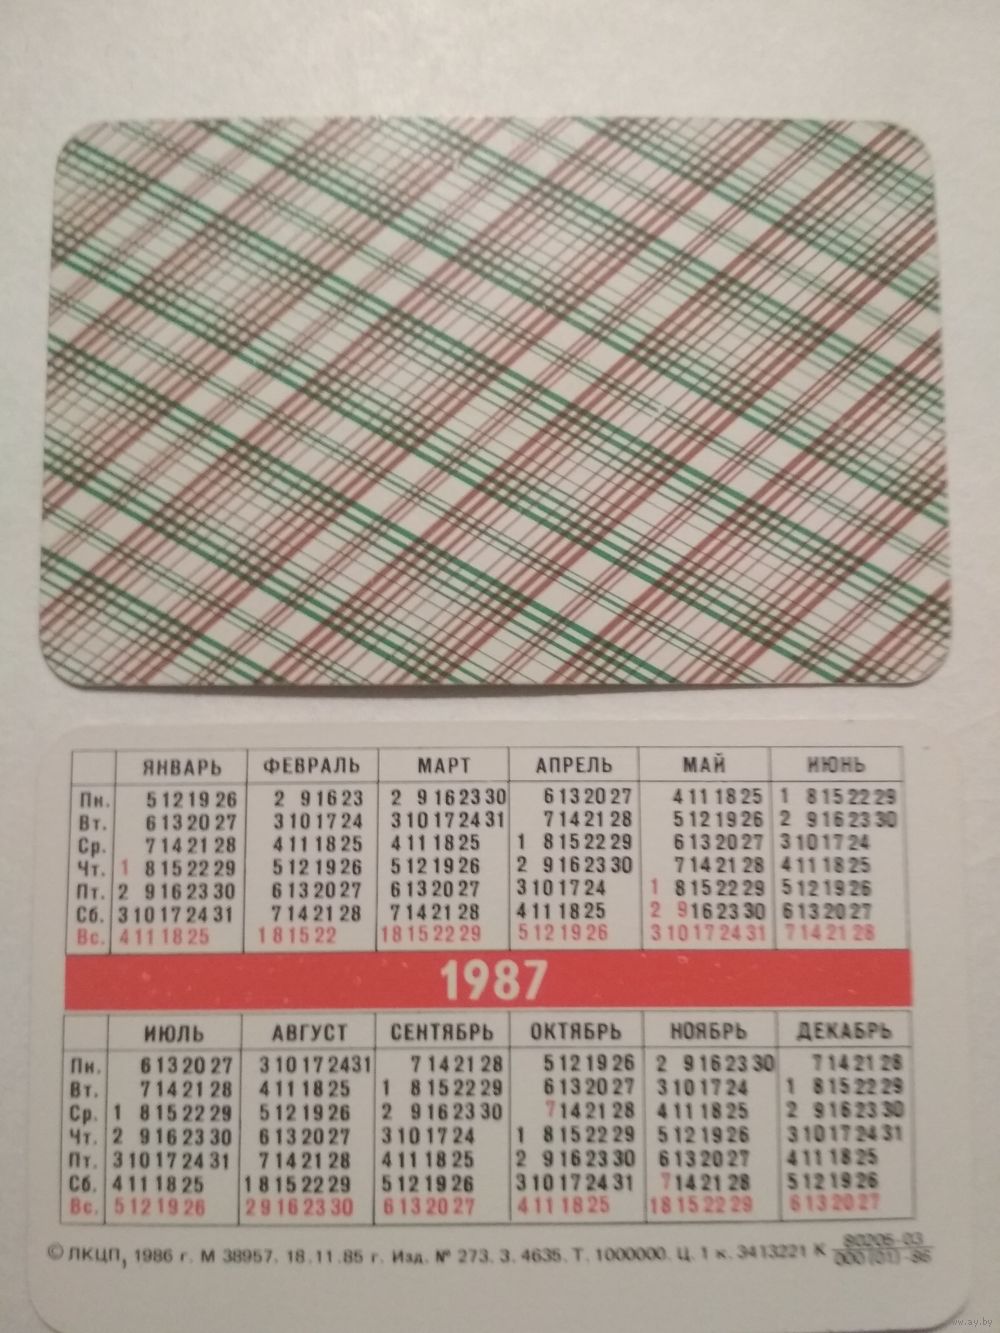 ЯНВАРЬ ФЕВРАЛЬ МАРТ АПРЕЛЬ МАЙ ИЮНЬ
Пн. 5 12 19 26 2 9 16 23 2 9 16 23 30 6 13 20 27 4 11 18 25 1 8 15 22 29
Вт. 6 13 20 27 3 10 17 24 3 10 17 24 31 7 14 21 28 5 12 19 26 2 9 16 23 30
Ср. 7 14 21 28 4 11 18 25 4 11 18 25 1 8 15 22 29 6 13 20 27 3 10 17 24
Чт. 1 8 15 22 29 5 12 19 26 5 12 19 26 2 9 16 23 30 7 14 21 28 4 11 18 25
Пт. 2 9 16 23 30 6 13 20 27 6 13 20 27 3 10 17 24 1 8 15 22 29 5 12 19 26
Сб. 3 10 17 24 31 7 14 21 28 7 14 21 28 4 11 18 25 2 9 16 23 30 6 13 20 27
Вс. 4 11 18 25 1 8 15 22 1 8 15 22 29 5 12 19 26 3 10 17 24 31 7 14 21 28
1987
ИЮЛЬ АВГУСТ СЕНТЯБРЬ ОКТЯБРЬ НОЯБРЬ ДЕКАБРЬ
Пн. 6 13 20 27 3 10 17 24 31 7 14 21 28 5 12 19 26 2 9 16 23 30 7 14 21 28
Вт. 7 14 21 28 4 11 18 25 1 8 15 22 29 6 13 20 27 3 10 17 24 1 8 15 22 29
Ср. 1 8 15 22 29 5 12 19 26 2 9 16 23 30 7 14 21 28 4 11 18 25 2 9 16 23 30
Чт. 2 9 16 23 30 6 13 20 27 3 10 17 24 1 8 15 22 29 5 12 19 26 3 10 17 24 31
Пт. 3 10 17 24 31 7 14 21 28 4 11 18 25 2 9 16 23 30 6 13 20 27 4 11 18 25
Сб. 4 11 18 25 1 8 15 22 29 5 12 19 26 3 10 17 24 31 7 14 21 28 5 12 19 26
Вс. 5 12 19 26 2 9 16 23 30 6 13 20 27 4 11 18 25 1 8 15 22 29 6 13 20 27
© ЛКЦП, 1986 г. М 38957. 18.11.85 г. Изд. № 273. З. 4635. Т. 1000000. Ц. 1 к. 3413221 К 80205-03
000(01)-86
www.ay.by